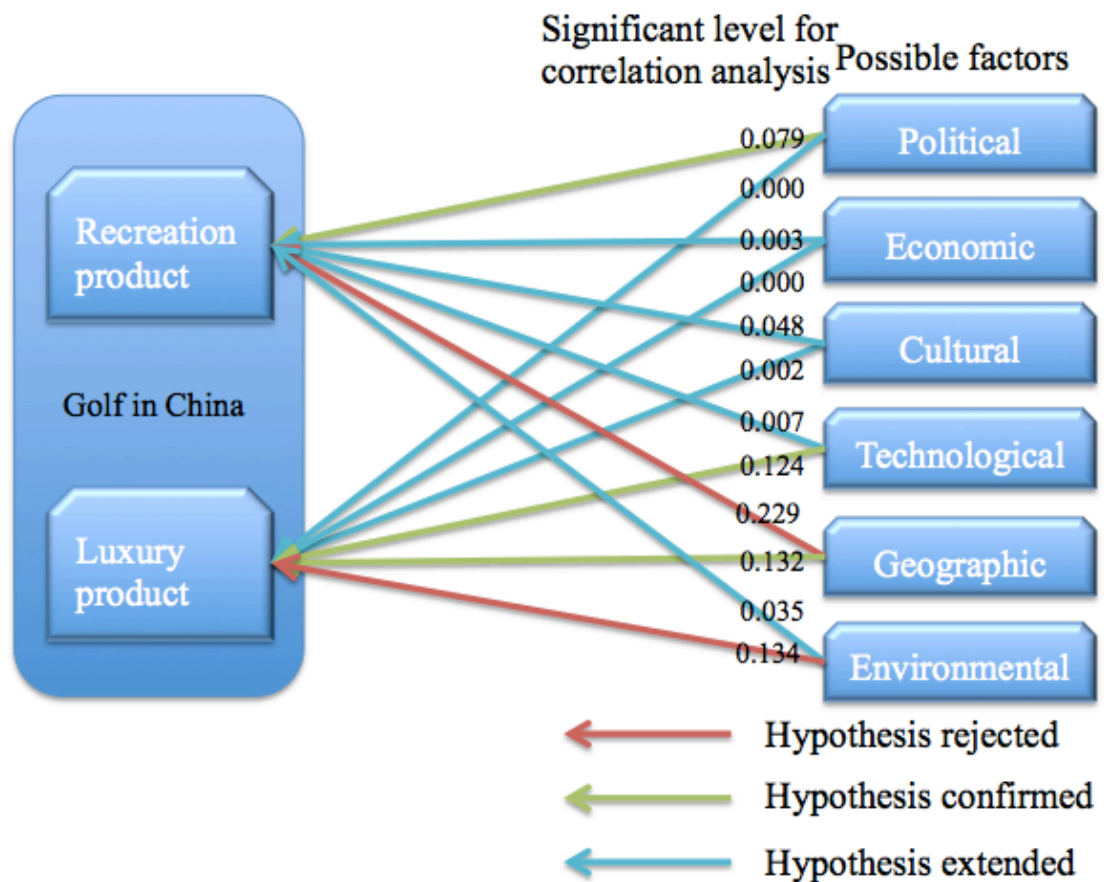 Significant level for
correlation analysis
Possible factors
0.079
Political
0.000
Recreation
product
0.003
Economic
0.000
0.048
Cultural
0.002
Golf in China
0.007
Technological
0.124
0.229
Luxury
product
0.132
Geographic
0.035
0.134
Environmental
Hypothesis rejected
Hypothesis confirmed
Hypothesis extended